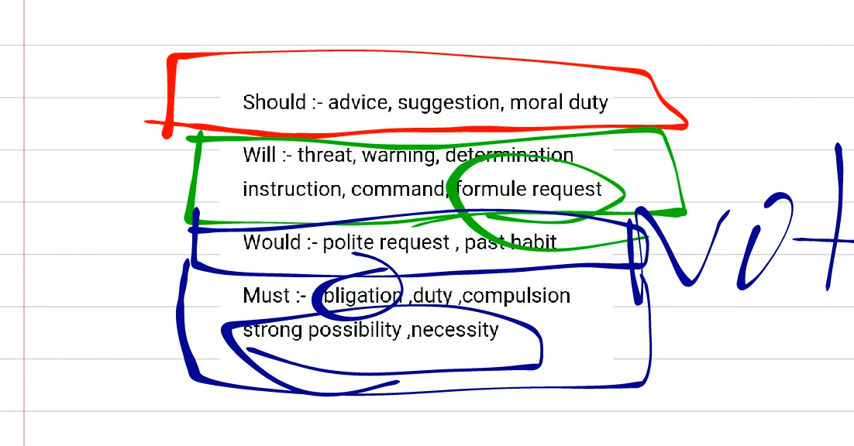 Should :- advice, suggestion, moral duty
Will :- threat, warning, determination
instruction, command, formule request
Would :- polite request , past habit
Must :- obligation ,duty ,compulsion
strong possibility ,necessity
Not